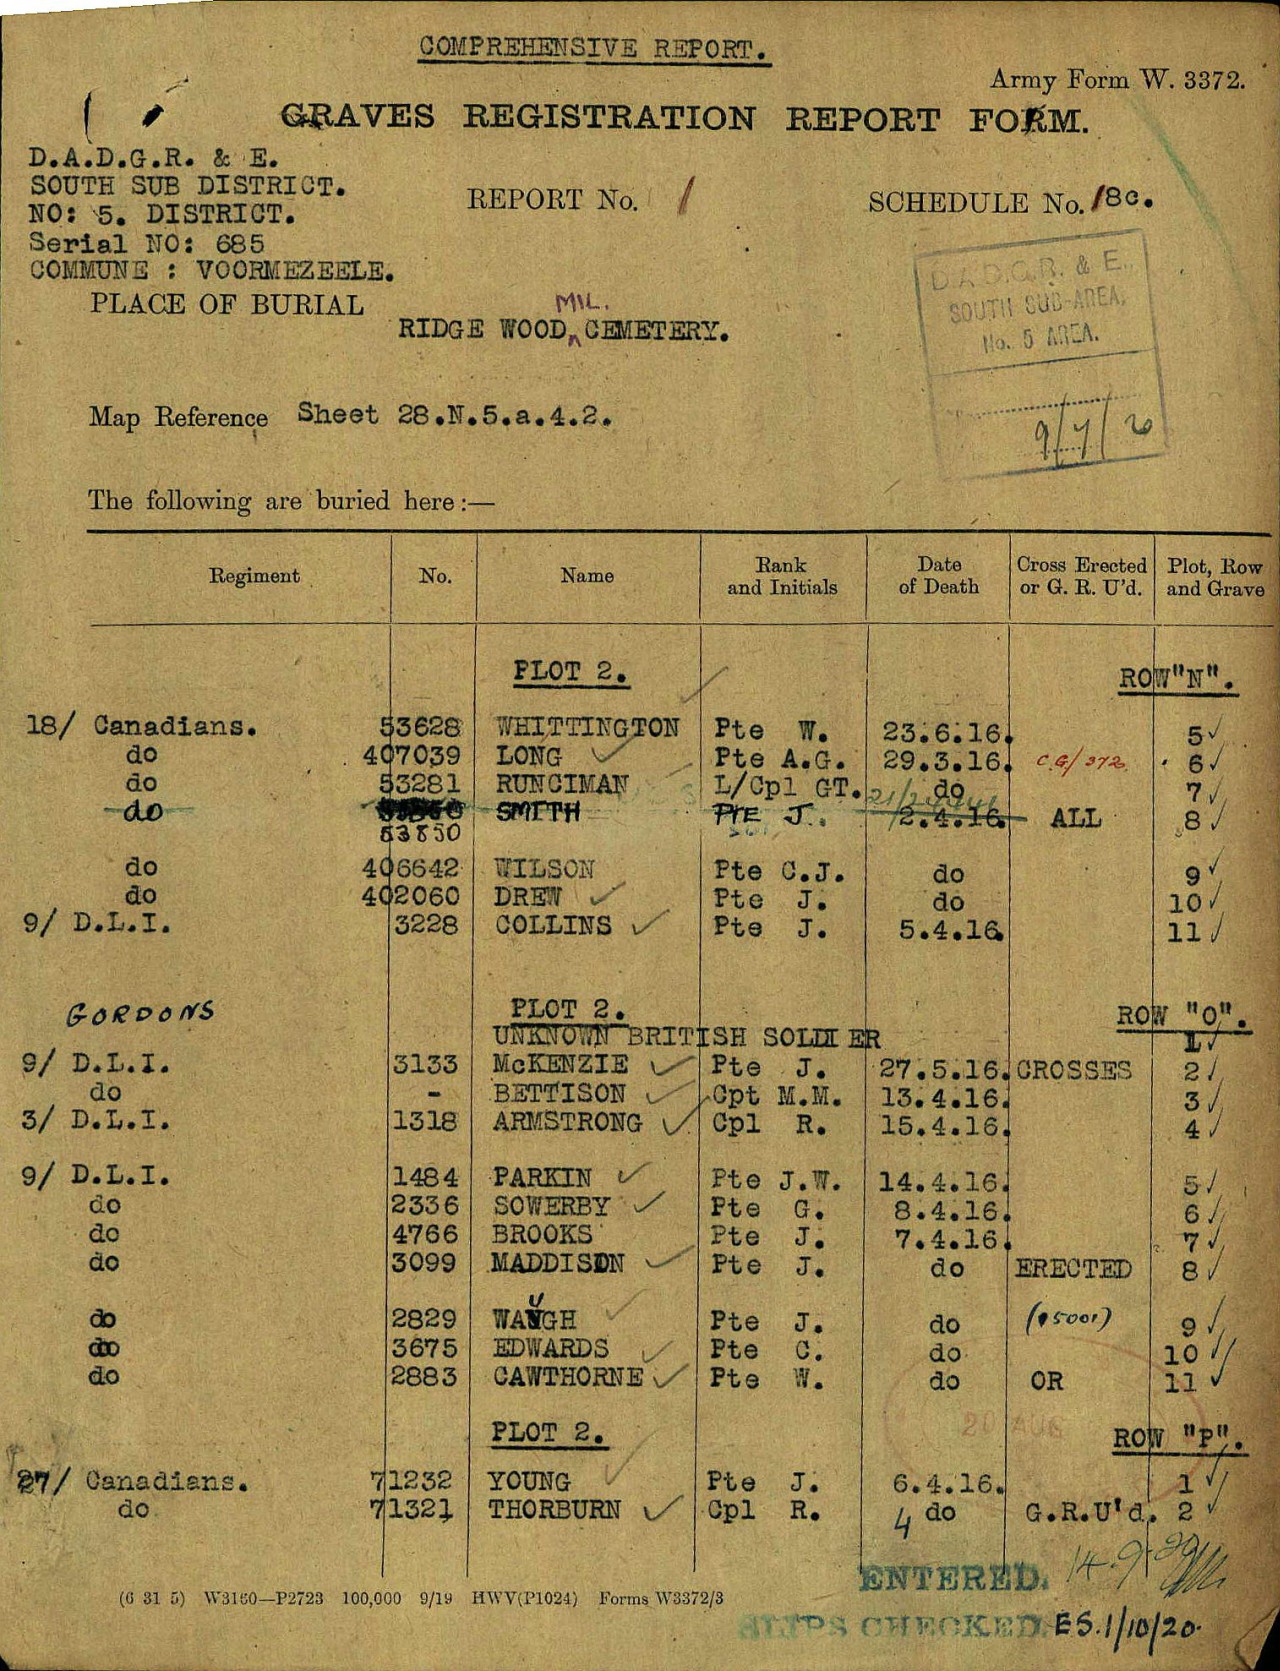 COMPREHENSIVE REPORT.
Army Form W. 3372.
GRAVES REGISTRATION REPORT FORM.
D.A.D.G.R. & E.
SOUTH SUB DISTRICT.
NO: 5. DISTRICT.
Serial NO: 685
COMMUNE : VOORMEZEELE.
REPORT No. 1
SCHEDULE No. 18c.
D.A.D.G.R. & E.
SOUTH SUB-AREA.
No. 5 AREA.
9/7/20
PLACE OF BURIAL
MIL.
RIDGE WOOD CEMETERY.
Map Reference Sheet 28.N.5.a.4.2.
The following are buried here :—
Regiment No. Name Rank and Initials Date of Death Cross Erected or G. R. U'd. Plot, Row and Grave
PLOT 2. ROW "N".
18/ Canadians. 53628 WHITTINGTON Pte W. 23.6.16. 5
do 407039 LONG Pte A.G. 29.3.16. 6
do 53281 RUNCIMAN L/Cpl GT. do 7
do SMITH Pte J. 2.4.16. ALL 8
53850
do 406642 WILSON Pte C.J. do 9
do 402060 DREW Pte J. do 10
9/ D.L.I. 3228 COLLINS Pte J. 5.4.16. 11
GORDONS PLOT 2. ROW "O".
UNKNOWN BRITISH SOLDIER 1
9/ D.L.I. 3133 McKENZIE Pte J. 27.5.16. CROSSES 2
do - BETTISON Cpt M.M. 13.4.16. 3
3/ D.L.I. 1318 ARMSTRONG Cpl R. 15.4.16. 4
9/ D.L.I. 1484 PARKIN Pte J.W. 14.4.16. 5
do 2336 SOWERBY Pte G. 8.4.16. 6
do 4766 BROOKS Pte J. 7.4.16. 7
do 3099 MADDISON Pte J. do ERECTED 8
do 2829 WAUGH Pte J. do 9
do 3675 EDWARDS Pte C. do 10
do 2883 CAWTHORNE Pte W. do OR 11
20 AUG
PLOT 2. ROW "P".
27/ Canadians. 71232 YOUNG Pte J. 6.4.16. 1
do 71321 THORBURN Cpl R. 4 do G.R.U'd. 2
ENTERED. 14-9-20
(6 31 5) W3160—P2723 100,000 9/19 HWV(P1024) Forms W3372/3
SLIPS CHECKED. ES. 1/10/20.